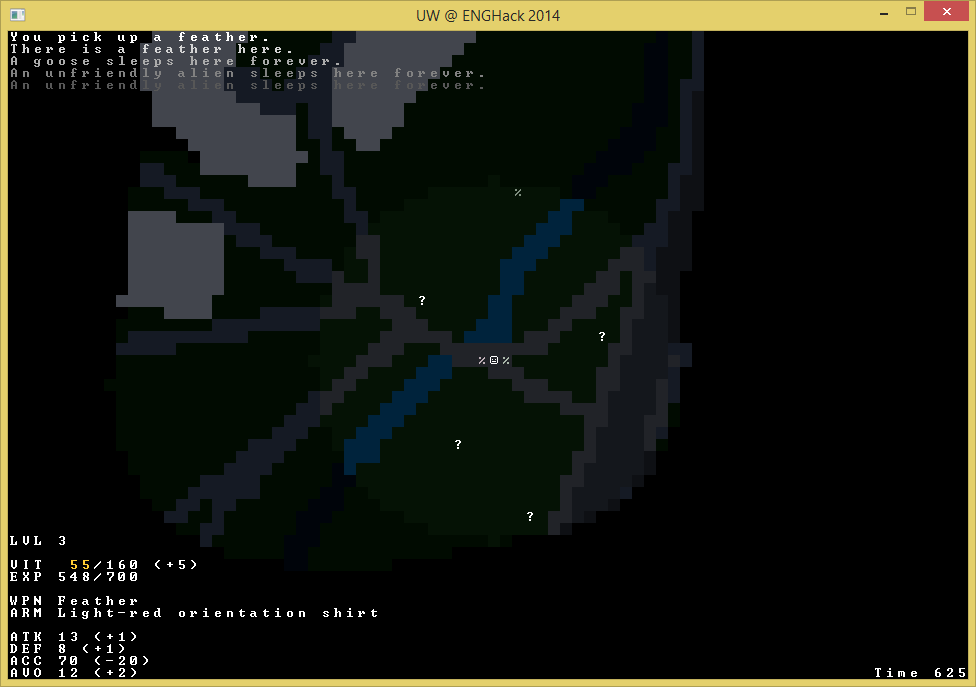 UW @ ENGHack 2014
You pick up a feather.
There is a feather here.
A goose sleeps here forever.
An unfriendly alien sleeps here forever.
An unfriendly alien sleeps here forever.
%
?
?
% %
?
?
LVL 3
VIT 55/160 (+5)
EXP 548/700
WPN Feather
ARM Light-red orientation shirt
ATK 13 (+1)
DEF 8 (+1)
ACC 70 (-20)
AVO 12 (+2)
Time 625